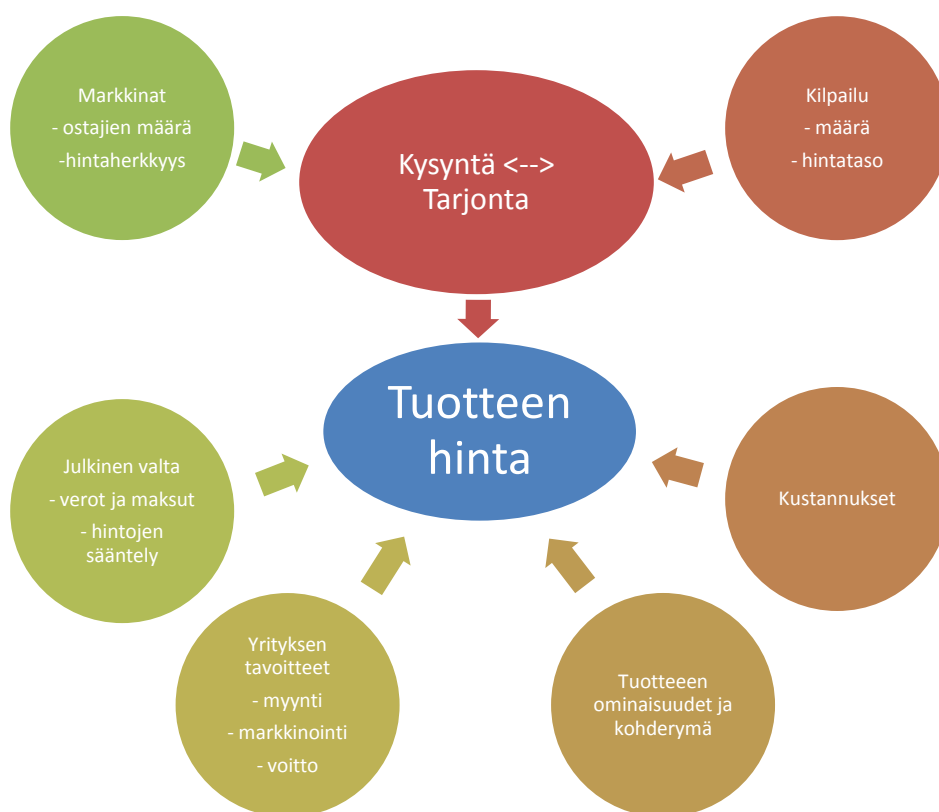 Markkinat
- ostajien määrä
-hintaherkkyys
Kysyntä <-->
Tarjonta
Kilpailu
- määrä
- hintataso
Tuotteen
hinta
Julkinen valta
- verot ja maksut
- hintojen
sääntely
Kustannukset
Yrityksen
tavoitteet
- myynti
- markkinointi
- voitto
Tuotteeen
ominaisuudet ja
kohderymä